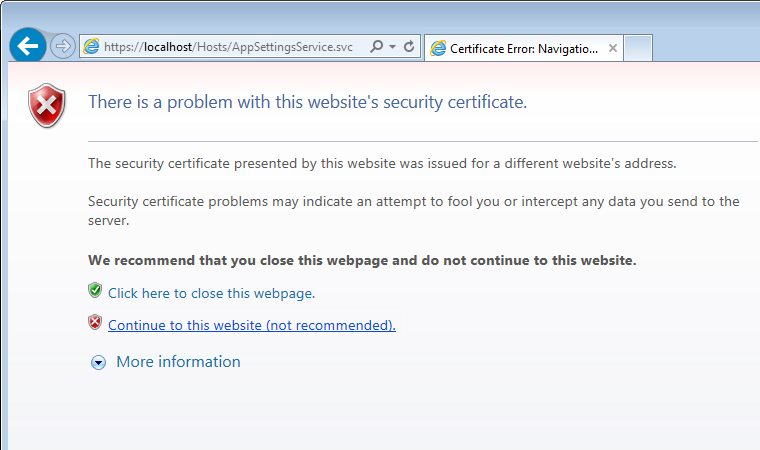 https://localhost/Hosts/AppSettingsService.svc
Certificate Error: Navigatio...
There is a problem with this website's security certificate.
The security certificate presented by this website was issued for a different website's address.
Security certificate problems may indicate an attempt to fool you or intercept any data you send to the
server.
We recommend that you close this webpage and do not continue to this website.
Click here to close this webpage.
Continue to this website (not recommended).
More information